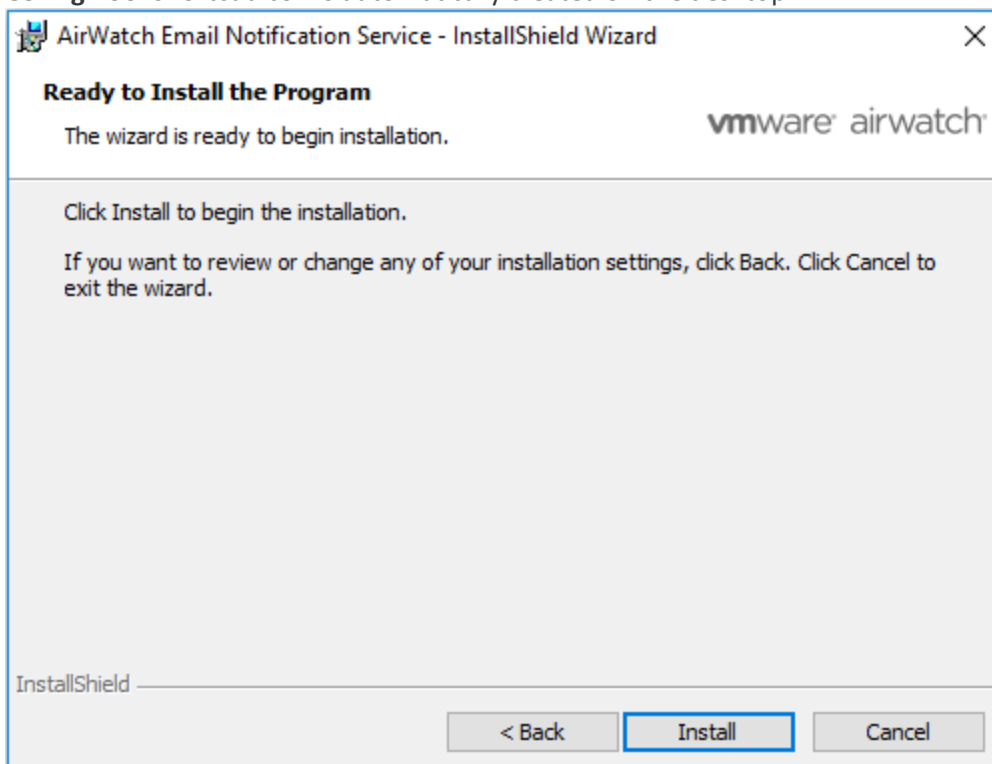 AirWatch Email Notification Service - InstallShield Wizard
Ready to Install the Program
The wizard is ready to begin installation.
vmware airwatch
Click Install to begin the installation.
If you want to review or change any of your installation settings, click Back. Click Cancel to
exit the wizard.
InstallShield
< Back Install Cancel